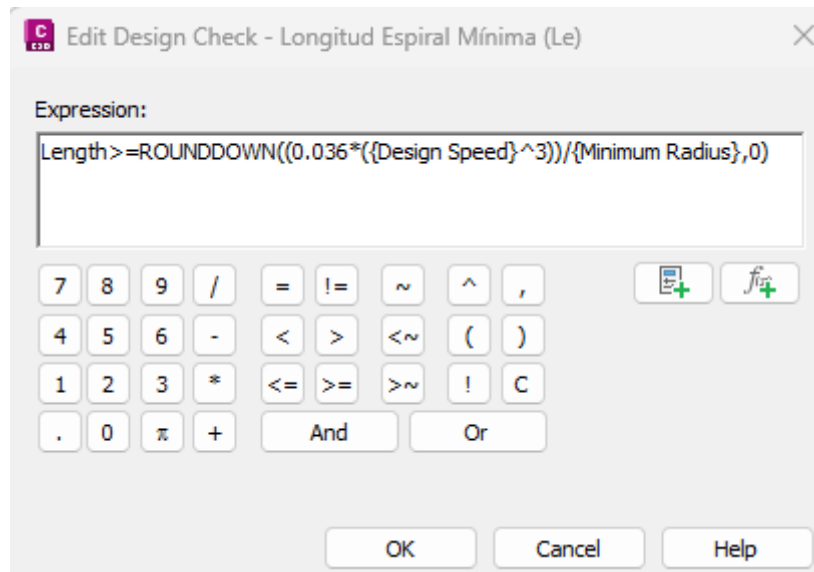 C
C3D
Edit Design Check - Longitud Espiral Mínima (Le)
Expression:
Length>=ROUNDDOWN((0.036*({Design Speed}^3))/{Minimum Radius},0)
7 8 9 / = != ~ ^ ,
4 5 6 - < > <~ ( )
1 2 3 * <= >= >~ ! C
. 0 π + And Or
OK Cancel Help